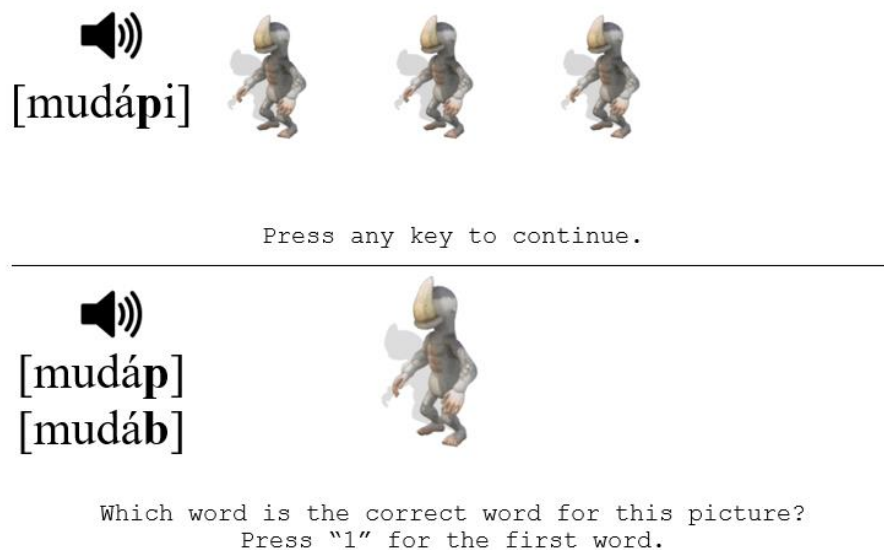 [mudápi]
Press any key to continue.
[mudáp]
[mudáb]
Which word is the correct word for this picture?
Press “1” for the first word.